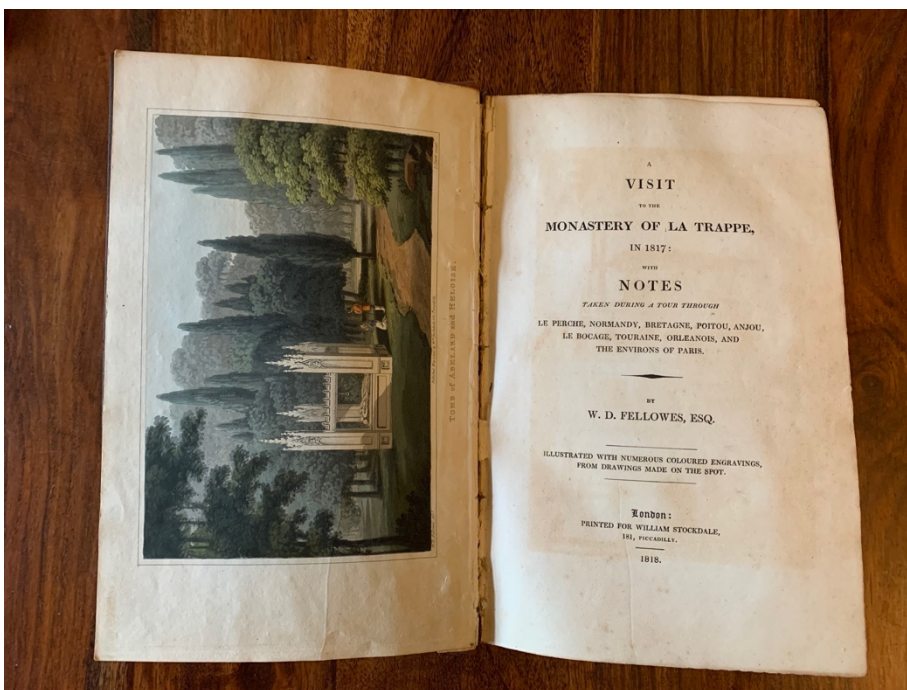 TOMB of ABELARD and HELOISE.
A
VISIT
TO THE
MONASTERY OF LA TRAPPE,
IN 1817:
WITH
NOTES
TAKEN DURING A TOUR THROUGH
LE PERCHE, NORMANDY, BRETAGNE, POITOU, ANJOU,
LE BOCAGE, TOURAINE, ORLEANOIS, AND
THE ENVIRONS OF PARIS.
BY
W. D. FELLOWES, ESQ.
ILLUSTRATED WITH NUMEROUS COLOURED ENGRAVINGS,
FROM DRAWINGS MADE ON THE SPOT.
London:
PRINTED FOR WILLIAM STOCKDALE,
181, PICCADILLY.
1818.